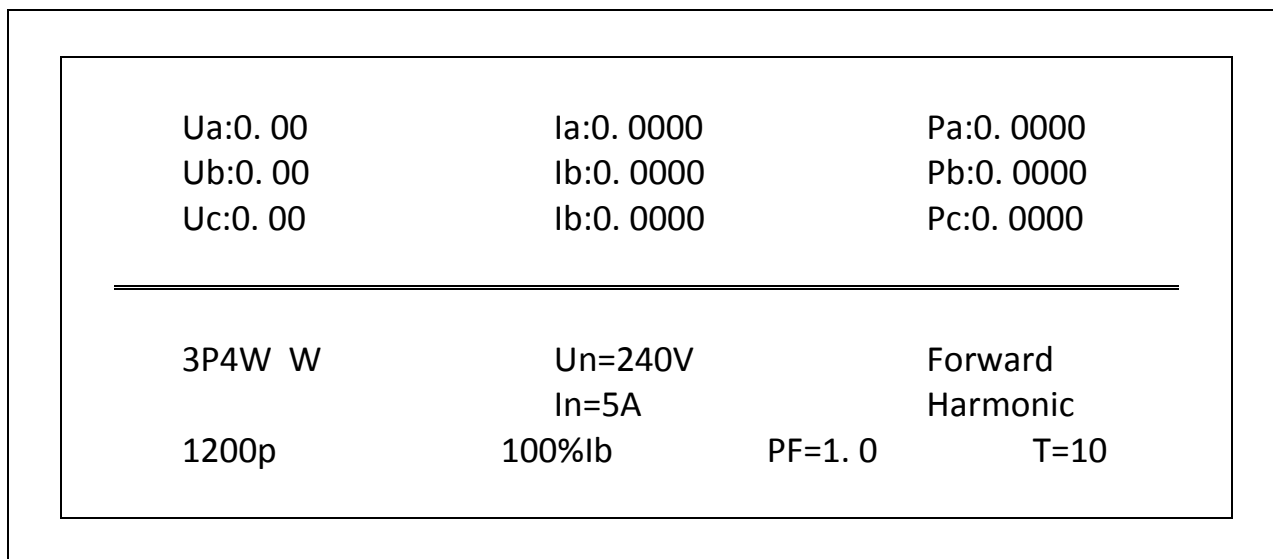 Ua:0. 00 Ia:0. 0000 Pa:0. 0000
Ub:0. 00 Ib:0. 0000 Pb:0. 0000
Uc:0. 00 Ib:0. 0000 Pc:0. 0000
3P4W W Un=240V Forward
In=5A Harmonic
1200p 100%Ib PF=1. 0 T=10